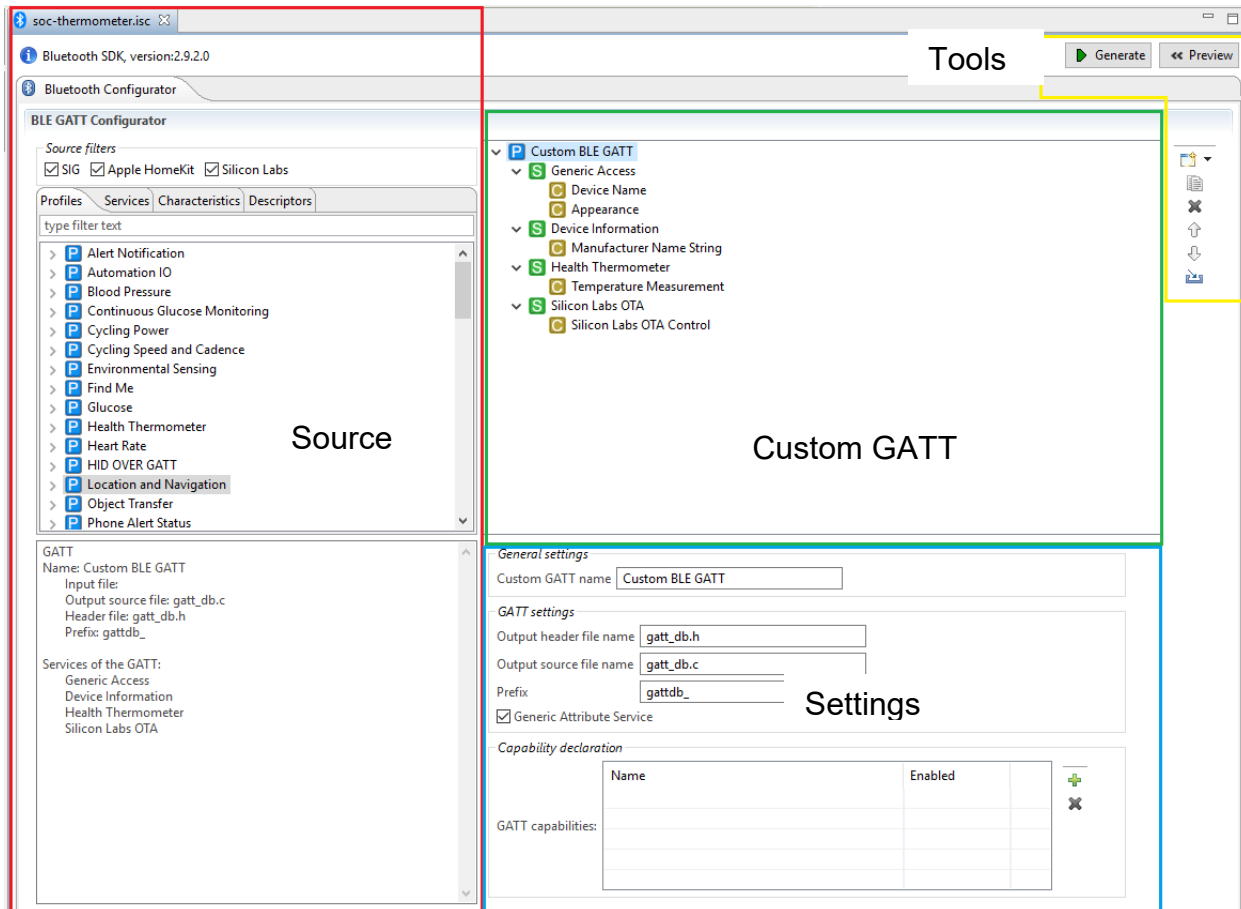 soc-thermometer.isc
Bluetooth SDK, version:2.9.2.0
Tools
Generate
Preview
Bluetooth Configurator
BLE GATT Configurator
Source filters
SIG Apple HomeKit Silicon Labs
Profiles Services Characteristics Descriptors
type filter text
P Alert Notification
P Automation IO
P Blood Pressure
P Continuous Glucose Monitoring
P Cycling Power
P Cycling Speed and Cadence
P Environmental Sensing
P Find Me
P Glucose
P Health Thermometer
P Heart Rate
P HID OVER GATT
P Location and Navigation
P Object Transfer
P Phone Alert Status
Source
GATT
Name: Custom BLE GATT
Input file:
Output source file: gatt_db.c
Header file: gatt_db.h
Prefix: gattdb_
Services of the GATT:
Generic Access
Device Information
Health Thermometer
Silicon Labs OTA
P Custom BLE GATT
S Generic Access
C Device Name
C Appearance
S Device Information
C Manufacturer Name String
S Health Thermometer
C Temperature Measurement
S Silicon Labs OTA
C Silicon Labs OTA Control
Custom GATT
General settings
Custom GATT name Custom BLE GATT
GATT settings
Output header file name gatt_db.h
Output source file name gatt_db.c
Prefix gattdb_
Generic Attribute Service
Settings
Capability declaration
Name Enabled
GATT capabilities: